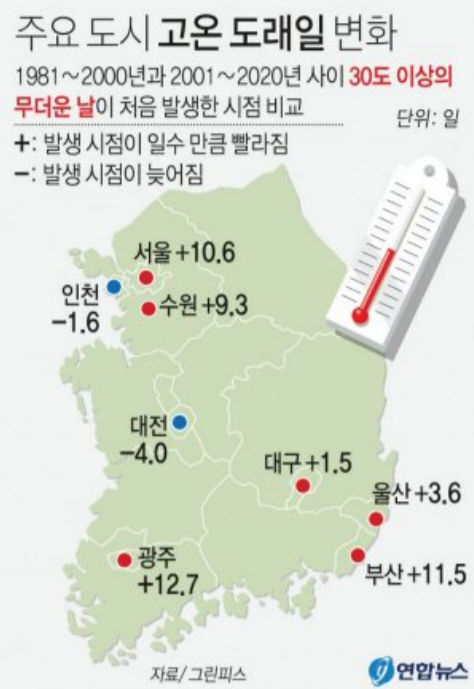 주요 도시 고온 도래일 변화
1981～2000년과 2001～2020년 사이 30도 이상의
무더운 날이 처음 발생한 시점 비교
단위: 일
+: 발생 시점이 일수 만큼 빨라짐
−: 발생 시점이 늦어짐
서울 +10.6
인천
−1.6
수원 +9.3
대전
−4.0
대구 +1.5
울산 +3.6
광주
+12.7
부산 +11.5
자료/ 그린피스
연합뉴스